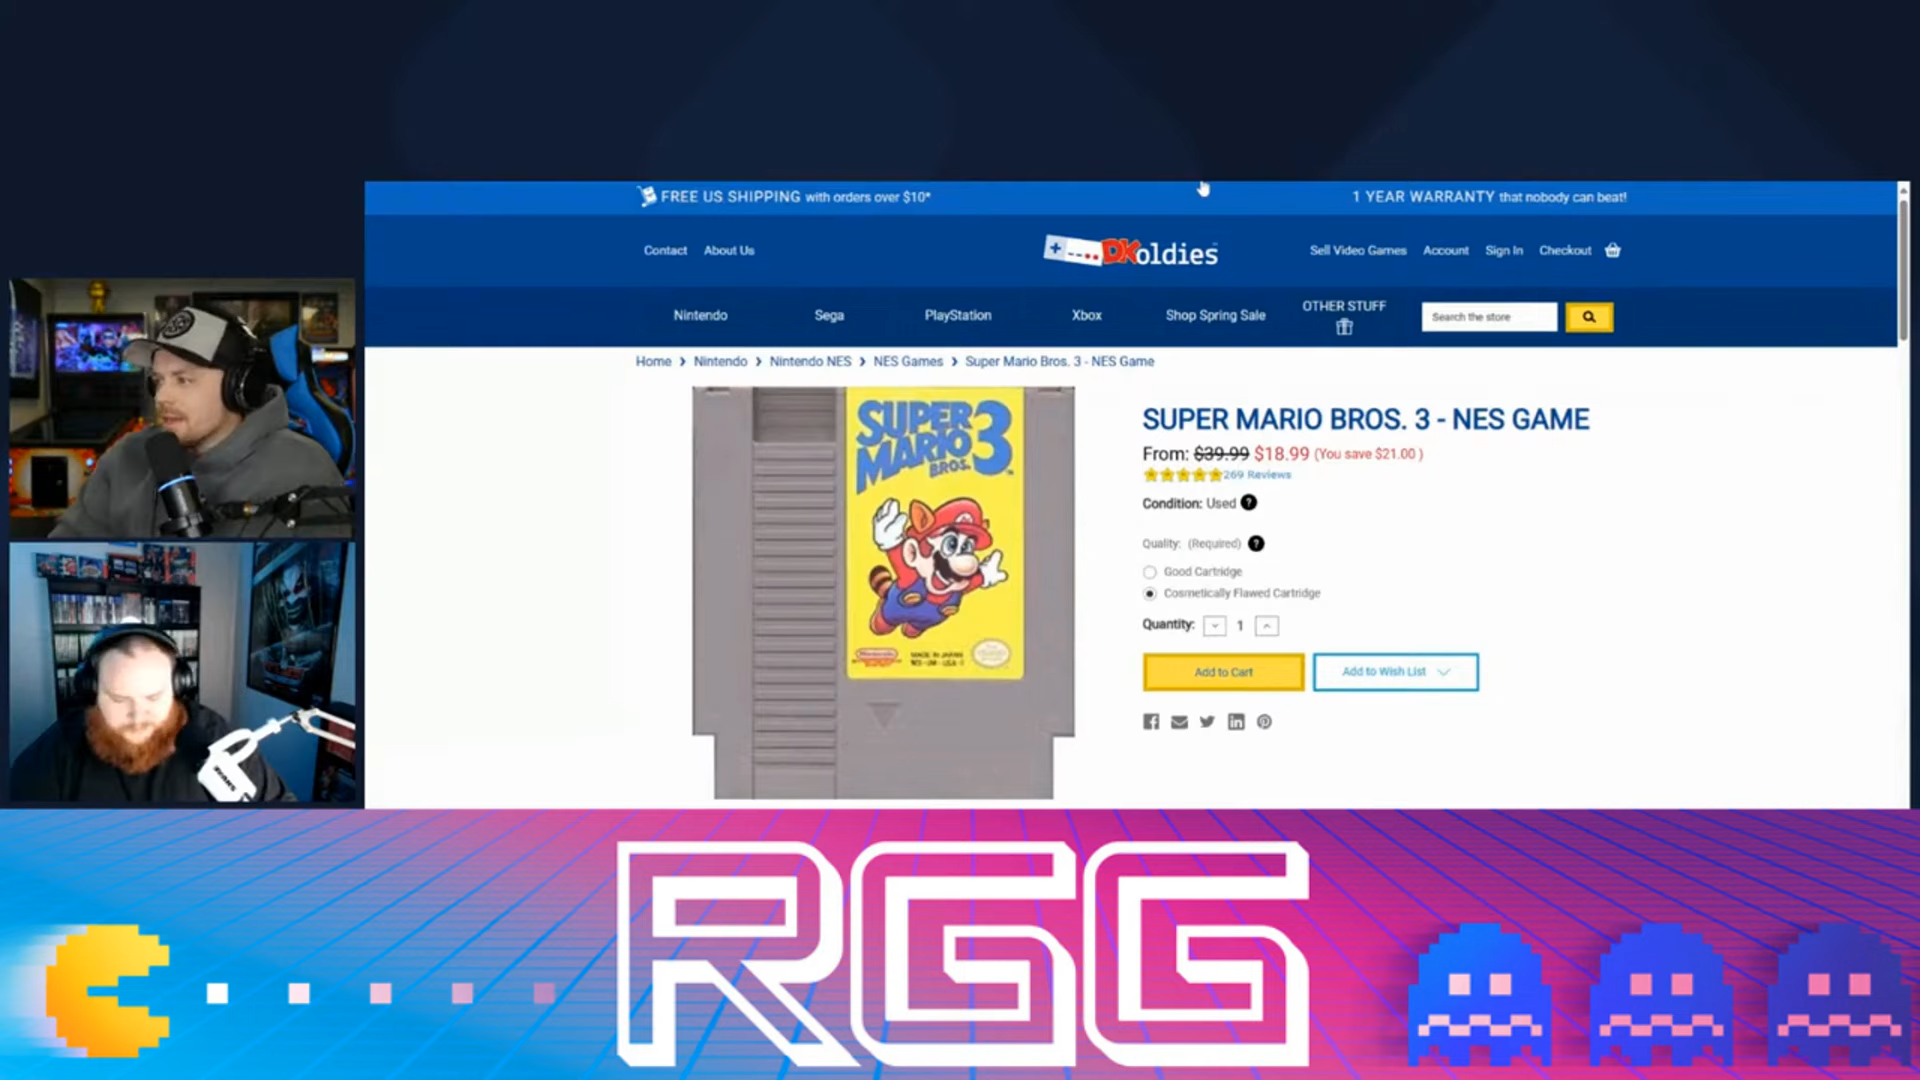 FREE US SHIPPING with orders over $10*
1 YEAR WARRANTY that nobody can beat!
Contact About Us
DKoldies
Sell Video Games Account Sign In Checkout
Nintendo Sega PlayStation Xbox Shop Spring Sale OTHER STUFF
Search the store
Home > Nintendo > Nintendo NES > NES Games > Super Mario Bros. 3 - NES Game
SUPER
MARIO
BROS. 3
Nintendo
MADE IN JAPAN
SUPER MARIO BROS. 3 - NES GAME
From: $39.99 $18.99 (You save $21.00 )
269 Reviews
Condition: Used ?
Quality: (Required) ?
Good Cartridge
Cosmetically Flawed Cartridge
Quantity: 1
Add to Cart
Add to Wish List
RGG